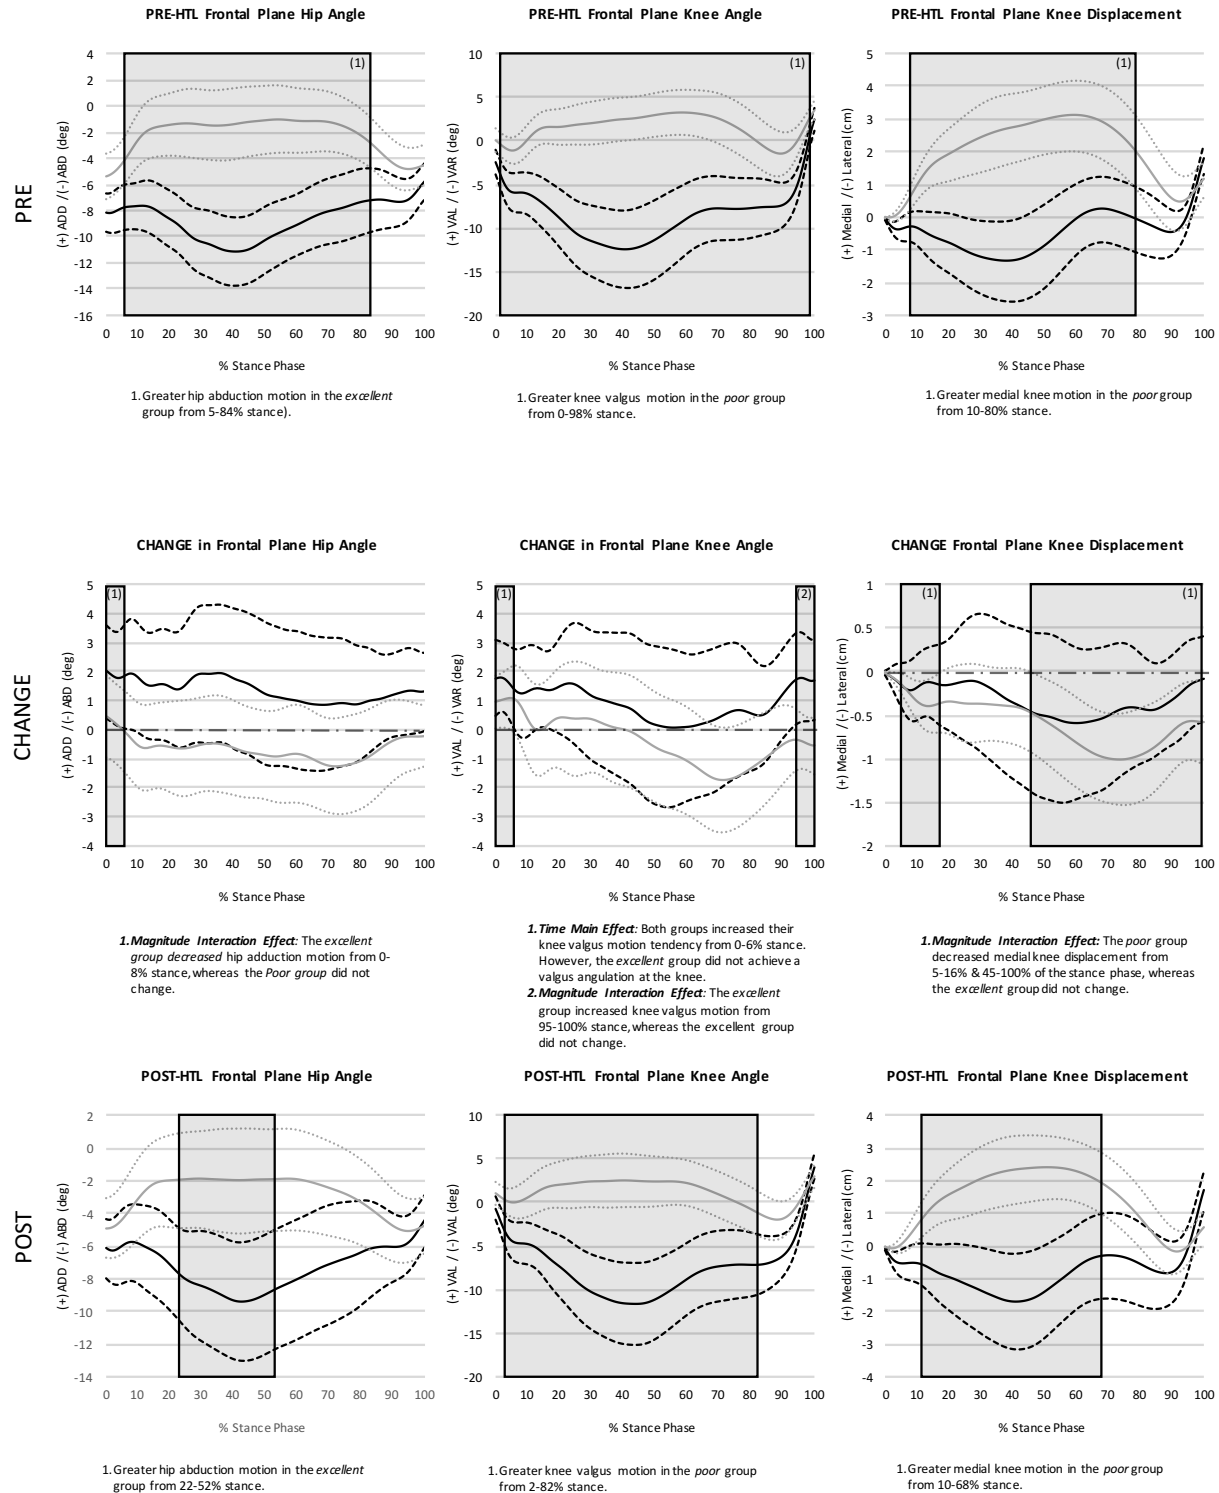 PRE-HTL Frontal Plane Hip Angle
(+) ADD / (-) ABD (deg)
4
2
0
-2
-4
-6
-8
-10
-12
-14
-16
(1)
0 10 20 30 40 50 60 70 80 90 100
% Stance Phase
1. Greater hip abduction motion in the excellent
group from 5-84% stance).
PRE-HTL Frontal Plane Knee Angle
(+) VAL / (-) VAR (deg)
10
5
0
-5
-10
-15
-20
(1)
0 10 20 30 40 50 60 70 80 90 100
% Stance Phase
1. Greater knee valgus motion in the poor group
from 0-98% stance.
PRE-HTL Frontal Plane Knee Displacement
(+) Medial / (-) Lateral (cm)
5
4
3
2
1
0
-1
-2
-3
(1)
0 10 20 30 40 50 60 70 80 90 100
% Stance Phase
1. Greater medial knee motion in the poor group
from 10-80% stance.
PRE
CHANGE in Frontal Plane Hip Angle
(+) ADD / (-) ABD (deg)
5
4
3
2
1
0
-1
-2
-3
-4
(1)
0 10 20 30 40 50 60 70 80 90 100
% Stance Phase
1. Magnitude Interaction Effect: The excellent
group decreased hip adduction motion from 0-
8% stance, whereas the Poor group did not
change.
CHANGE in Frontal Plane Knee Angle
(+) VAL / (-) VAR (deg)
5
4
3
2
1
0
-1
-2
-3
-4
(1) (2)
0 10 20 30 40 50 60 70 80 90 100
% Stance Phase
1. Time Main Effect: Both groups increased their
knee valgus motion tendency from 0-6% stance.
However, the excellent group did not achieve a
valgus angulation at the knee.
2. Magnitude Interaction Effect: The excellent
group increased knee valgus motion from
95-100% stance, whereas the excellent group
did not change.
CHANGE Frontal Plane Knee Displacement
(+) Medial / (-) Lateral (cm)
1
0.5
0
-0.5
-1
-1.5
-2
(1) (1)
0 10 20 30 40 50 60 70 80 90 100
% Stance Phase
1. Magnitude Interaction Effect: The poor group
decreased medial knee displacement from
5-16% & 45-100% of the stance phase, whereas
the excellent group did not change.
CHANGE
POST-HTL Frontal Plane Hip Angle
(+) ADD / (-) ABD (deg)
2
0
-2
-4
-6
-8
-10
-12
-14
0 10 20 30 40 50 60 70 80 90 100
% Stance Phase
1. Greater hip abduction motion in the excellent
group from 22-52% stance.
POST-HTL Frontal Plane Knee Angle
(+) VAL / (-) VAL (deg)
10
5
0
-5
-10
-15
-20
0 10 20 30 40 50 60 70 80 90 100
% Stance Phase
1. Greater knee valgus motion in the poor group
from 2-82% stance.
POST-HTL Frontal Plane Knee Displacement
(+) Medial / (-) Lateral (cm)
4
3
2
1
0
-1
-2
-3
-4
0 10 20 30 40 50 60 70 80 90 100
% Stance Phase
1. Greater medial knee motion in the poor group
from 10-68% stance.
POST